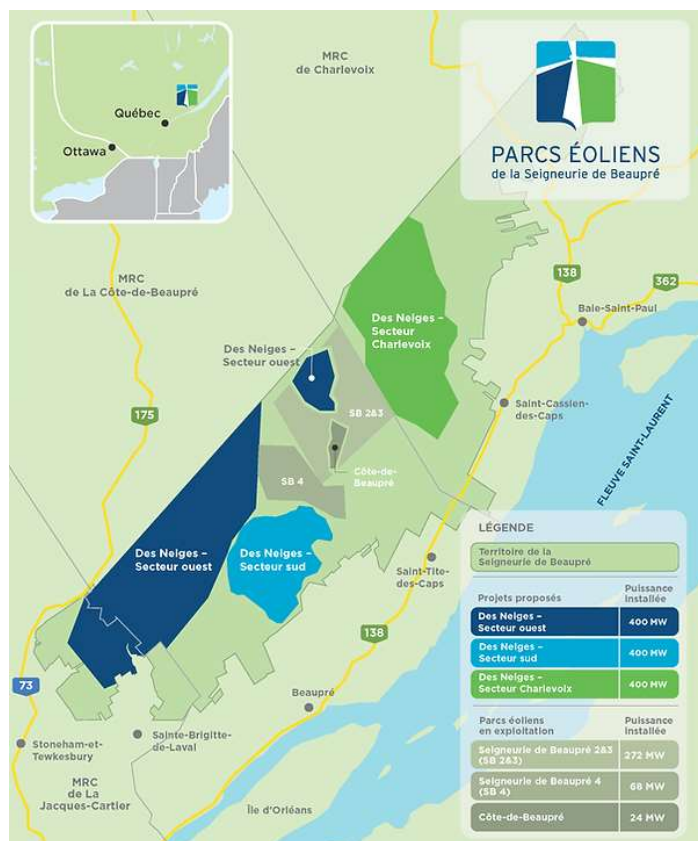 MRC
de Charlevoix
Québec
Ottawa
PARCS ÉOLIENS
de la Seigneurie de Beaupré
MRC
de La Côte-de-Beaupré
138
362
Baie-Saint-Paul
Des Neiges –
Secteur
Charlevoix
Des Neiges –
Secteur ouest
175
SB 2&3
Saint-Cassien-
des-Caps
Côte-de-
Beaupré
SB 4
FLEUVE SAINT-LAURENT
Des Neiges –
Secteur ouest
Des Neiges –
Secteur sud
Saint-Tite-
des-Caps
138
73
Beaupré
Stoneham-et-
Tewkesbury
Sainte-Brigitte-
de-Laval
MRC
de La
Jacques-Cartier
Île d'Orléans
LÉGENDE
Territoire de la
Seigneurie de Beaupré
Projets proposés
Puissance
installée
Des Neiges –
Secteur ouest
400 MW
Des Neiges –
Secteur sud
400 MW
Des Neiges –
Secteur Charlevoix
400 MW
Parcs éoliens
en exploitation
Puissance
installée
Seigneurie de Beaupré 2&3
(SB 2&3)
272 MW
Seigneurie de Beaupré 4
(SB 4)
68 MW
Côte-de-Beaupré
24 MW